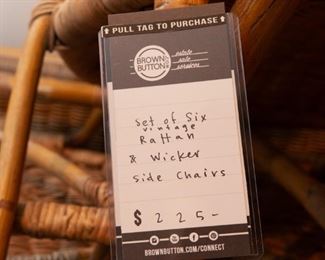 PULL TAG TO PURCHASE
BROWN
BUTTON
estate
sale
services
Set of Six
vintage
Rattan
& Wicker
Side Chairs
$ 225-
BROWNBUTTON.COM/CONNECT